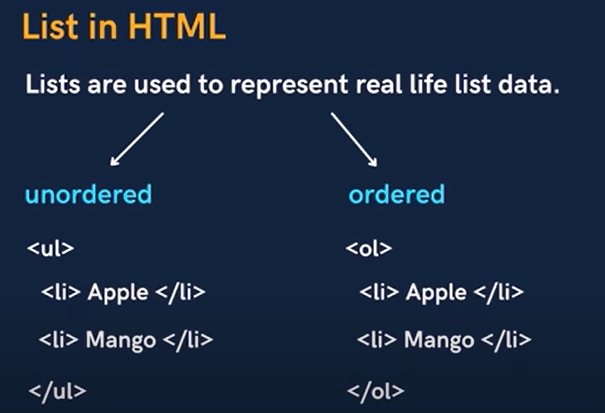 List in HTML
Lists are used to represent real life list data.
unordered
<ul>
<li> Apple </li>
<li> Mango </li>
</ul>
ordered
<ol>
<li> Apple </li>
<li> Mango </li>
</ol>